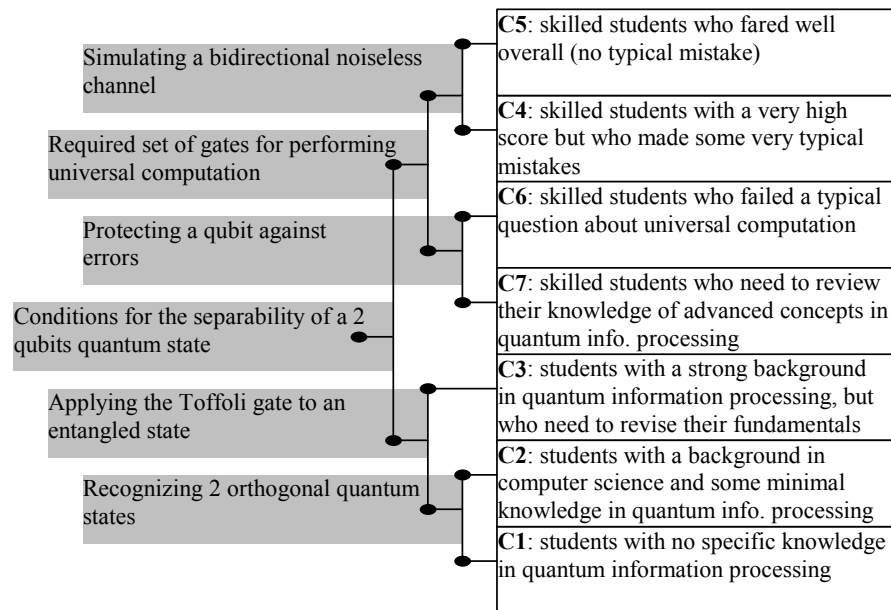 Simulating a bidirectional noiseless
channel
Required set of gates for performing
universal computation
Protecting a qubit against
errors
Conditions for the separability of a 2
qubits quantum state
Applying the Toffoli gate to an
entangled state
Recognizing 2 orthogonal quantum
states
C5: skilled students who fared well
overall (no typical mistake)
C4: skilled students with a very high
score but who made some very typical
mistakes
C6: skilled students who failed a typical
question about universal computation
C7: skilled students who need to review
their knowledge of advanced concepts in
quantum info. processing
C3: students with a strong background
in quantum information processing, but
who need to revise their fundamentals
C2: students with a background in
computer science and some minimal
knowledge in quantum info. processing
C1: students with no specific knowledge
in quantum information processing